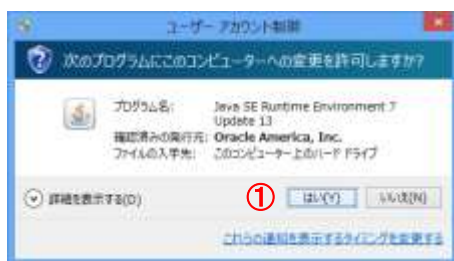 ユーザー アカウント制御
次のプログラムにこのコンピューターへの変更を許可しますか?
プログラム名: Java SE Runtime Environment 7
Update 13
確認済みの発行元: Oracle America, Inc.
ファイルの入手先: このコンピューター上のハード ドライブ
詳細を表示する(D)
① はい(Y) いいえ(N)
これらの通知を表示するタイミングを変更する